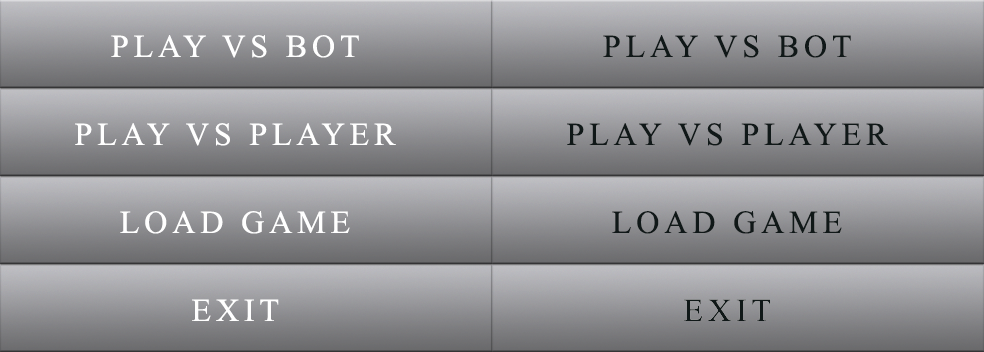 PLAY VS BOT PLAY VS BOT
PLAY VS PLAYER PLAY VS PLAYER
LOAD GAME LOAD GAME
EXIT EXIT